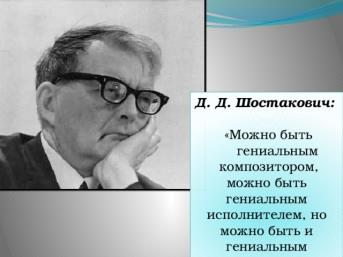 Д. Д. Шостакович:
«Можно быть
гениальным
композитором,
можно быть
гениальным
исполнителем, но
можно быть и
гениальным